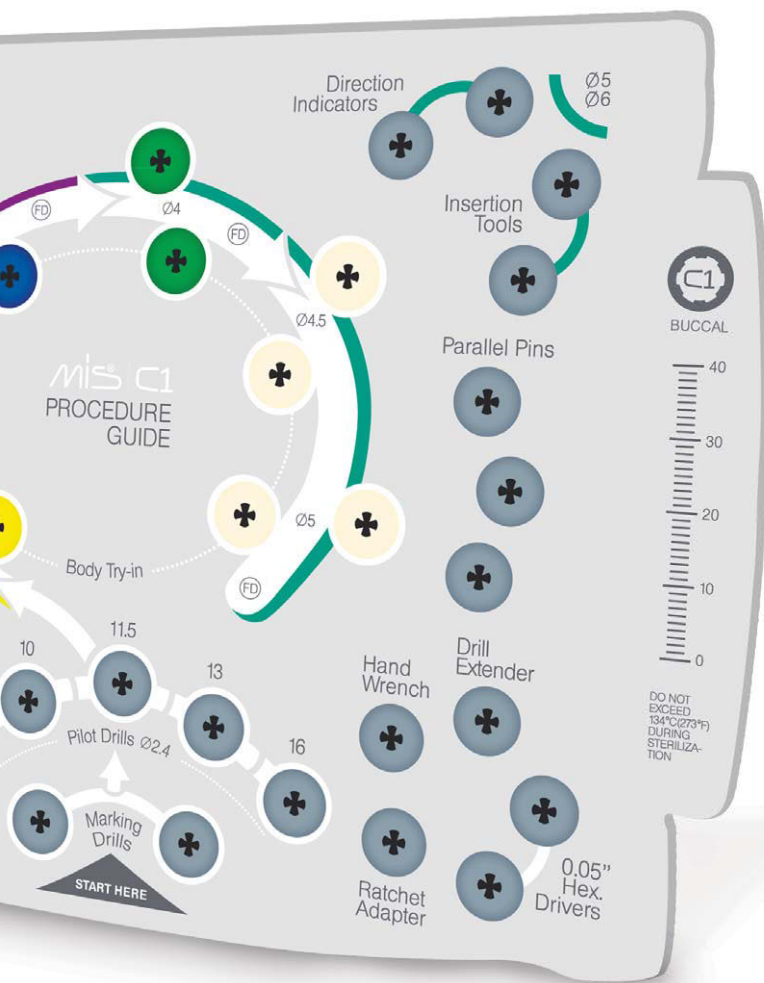 Direction
Indicators
Ø5
Ø6
Insertion
Tools
FD
Ø4
FD
Ø4.5
C1
BUCCAL
mis® C1
PROCEDURE
GUIDE
Parallel Pins
40
30
20
10
0
Ø5
Body Try-in
FD
10
11.5
13
16
Pilot Drills Ø2.4
Marking
Drills
START HERE
Hand
Wrench
Drill
Extender
DO NOT
EXCEED
134°C(273°F)
DURING
STERILIZA-
TION
Ratchet
Adapter
0.05”
Hex.
Drivers